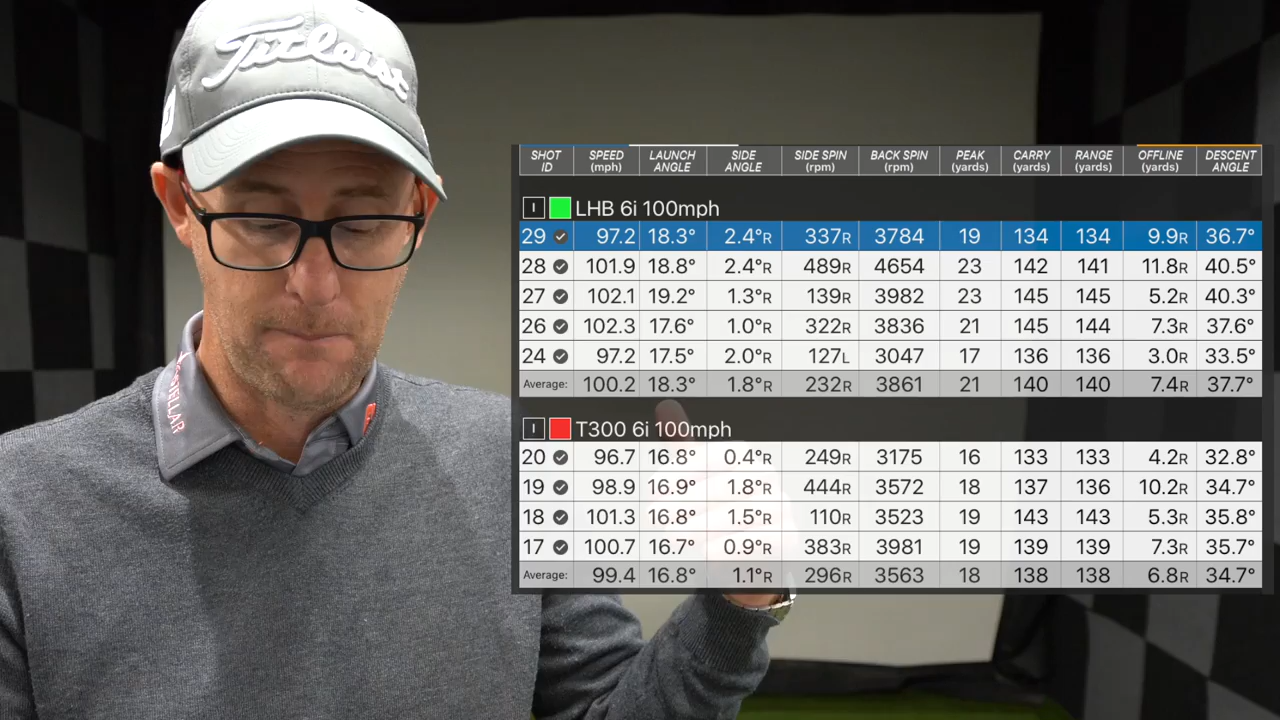 Titleist
STELLAR
SHOT ID SPEED (mph) LAUNCH ANGLE SIDE ANGLE SIDE SPIN (rpm) BACK SPIN (rpm) PEAK (yards) CARRY (yards) RANGE (yards) OFFLINE (yards) DESCENT ANGLE
I LHB 6i 100mph
29 97.2 18.3° 2.4°R 337R 3784 19 134 134 9.9R 36.7°
28 101.9 18.8° 2.4°R 489R 4654 23 142 141 11.8R 40.5°
27 102.1 19.2° 1.3°R 139R 3982 23 145 145 5.2R 40.3°
26 102.3 17.6° 1.0°R 322R 3836 21 145 144 7.3R 37.6°
24 97.2 17.5° 2.0°R 127L 3047 17 136 136 3.0R 33.5°
Average: 100.2 18.3° 1.8°R 232R 3861 21 140 140 7.4R 37.7°
I T300 6i 100mph
20 96.7 16.8° 0.4°R 249R 3175 16 133 133 4.2R 32.8°
19 98.9 16.9° 1.8°R 444R 3572 18 137 136 10.2R 34.7°
18 101.3 16.8° 1.5°R 110R 3523 19 143 143 5.3R 35.8°
17 100.7 16.7° 0.9°R 383R 3981 19 139 139 7.3R 35.7°
Average: 99.4 16.8° 1.1°R 296R 3563 18 138 138 6.8R 34.7°